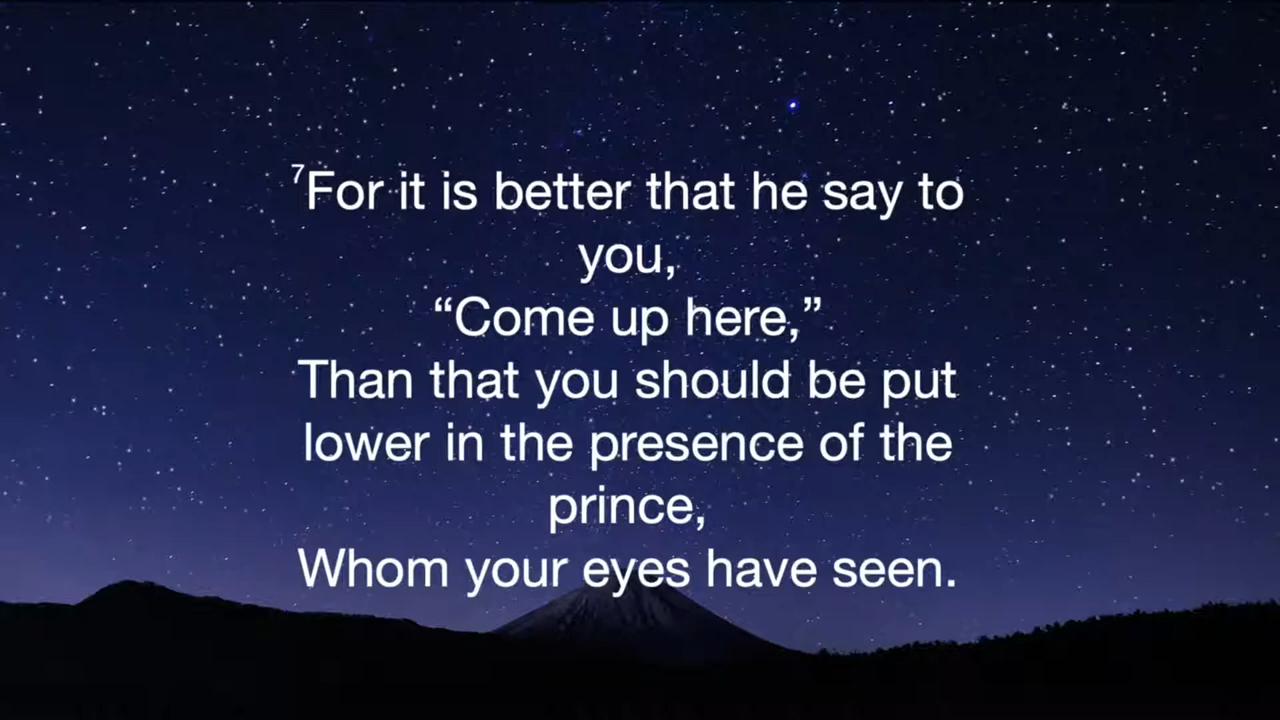 ⁷For it is better that he say to
you,
“Come up here,”
Than that you should be put
lower in the presence of the
prince,
Whom your eyes have seen.